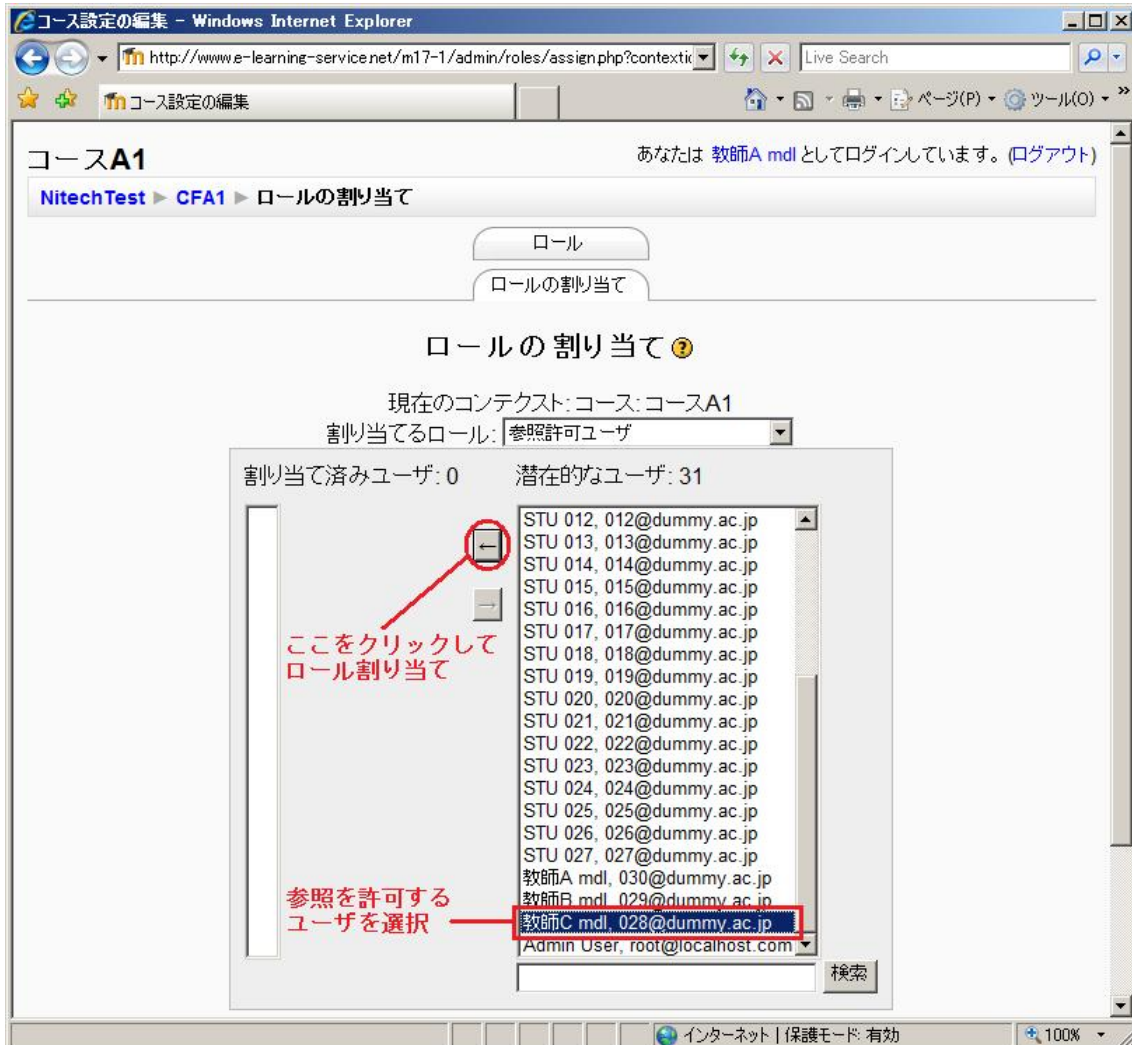 コース設定の編集 - Windows Internet Explorer
http://www.e-learning-service.net/m17-1/admin/roles/assign.php?contextid
Live Search
コース設定の編集
ページ(P) ツール(O) »
コースA1
あなたは 教師A mdl としてログインしています。(ログアウト)
NitechTest ► CFA1 ► ロールの割り当て
ロール
ロールの割り当て
ロールの割り当て
現在のコンテクスト: コース: コースA1
割り当てるロール: 参照許可ユーザ
割り当て済みユーザ: 0
潜在的なユーザ: 31
STU 012, 012@dummy.ac.jp
←
STU 013, 013@dummy.ac.jp
STU 014, 014@dummy.ac.jp
STU 015, 015@dummy.ac.jp
→
STU 016, 016@dummy.ac.jp
STU 017, 017@dummy.ac.jp
ここをクリックして
ロール割り当て
STU 018, 018@dummy.ac.jp
STU 019, 019@dummy.ac.jp
STU 020, 020@dummy.ac.jp
STU 021, 021@dummy.ac.jp
STU 022, 022@dummy.ac.jp
STU 023, 023@dummy.ac.jp
STU 024, 024@dummy.ac.jp
STU 025, 025@dummy.ac.jp
STU 026, 026@dummy.ac.jp
STU 027, 027@dummy.ac.jp
教師A mdl, 030@dummy.ac.jp
参照を許可する
ユーザを選択
教師B mdl, 029@dummy.ac.jp
教師C mdl, 028@dummy.ac.jp
Admin User, root@localhost.com
検索
インターネット | 保護モード: 有効
100%